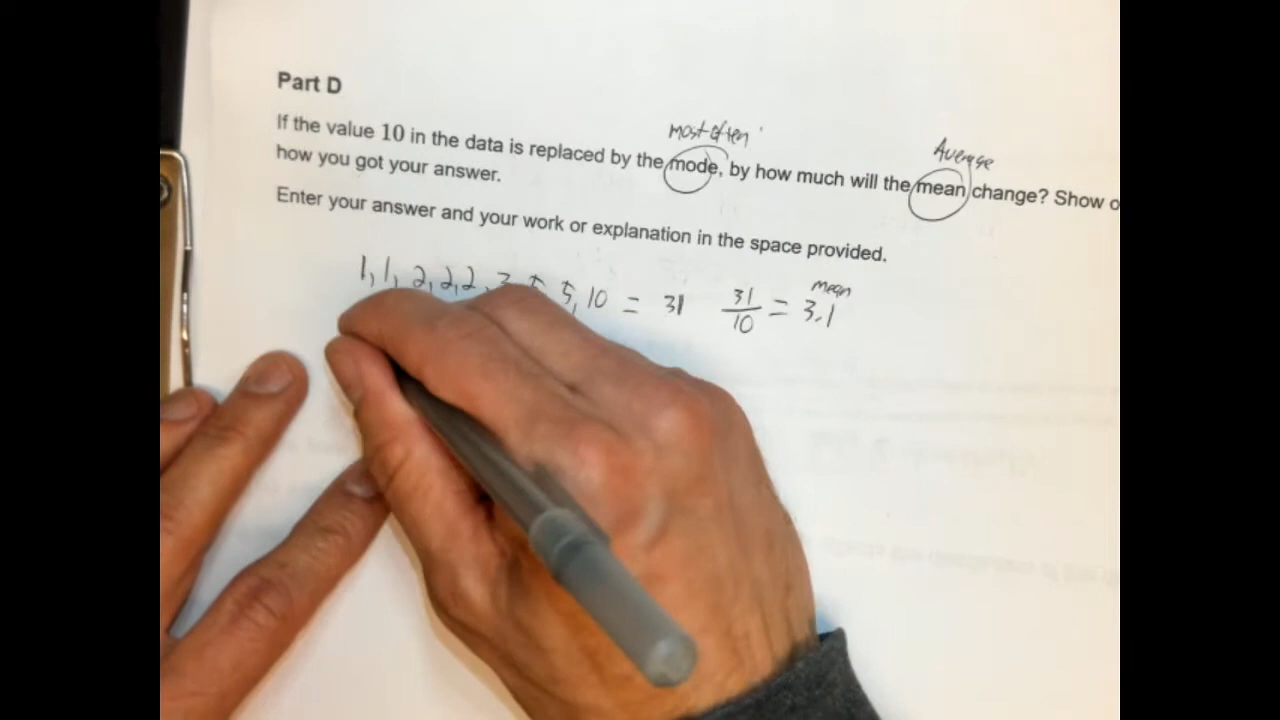 Part D
most often
Average
If the value 10 in the data is replaced by the mode, by how much will the mean change? Show o
how you got your answer.
Enter your answer and your work or explanation in the space provided.
mean
1, 1, 2, 2, 2, 3 5 5, 10 = 31 31/10 = 3.1